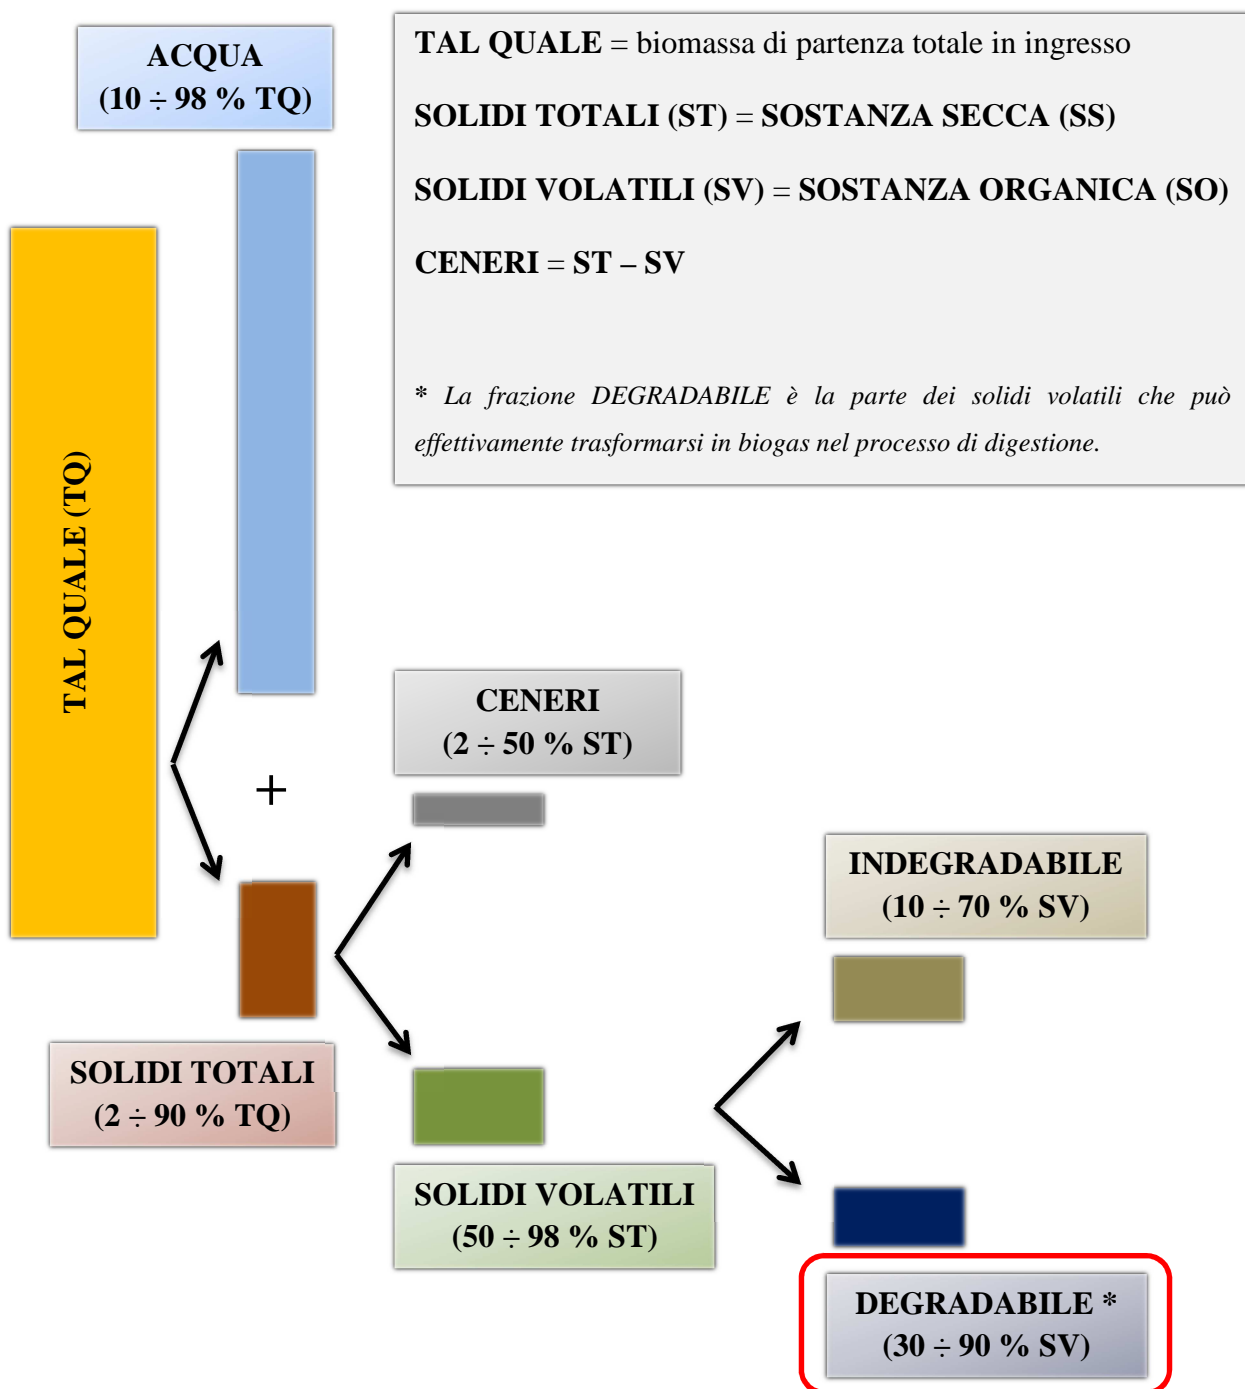 ACQUA
(10 ÷ 98 % TQ)
TAL QUALE = biomassa di partenza totale in ingresso
SOLIDI TOTALI (ST) = SOSTANZA SECCA (SS)
SOLIDI VOLATILI (SV) = SOSTANZA ORGANICA (SO)
CENERI = ST – SV
* La frazione DEGRADABILE è la parte dei solidi volatili che può
effettivamente trasformarsi in biogas nel processo di digestione.
TAL QUALE (TQ)
+
CENERI
(2 ÷ 50 % ST)
INDEGRADABILE
(10 ÷ 70 % SV)
SOLIDI TOTALI
(2 ÷ 90 % TQ)
SOLIDI VOLATILI
(50 ÷ 98 % ST)
DEGRADABILE *
(30 ÷ 90 % SV)